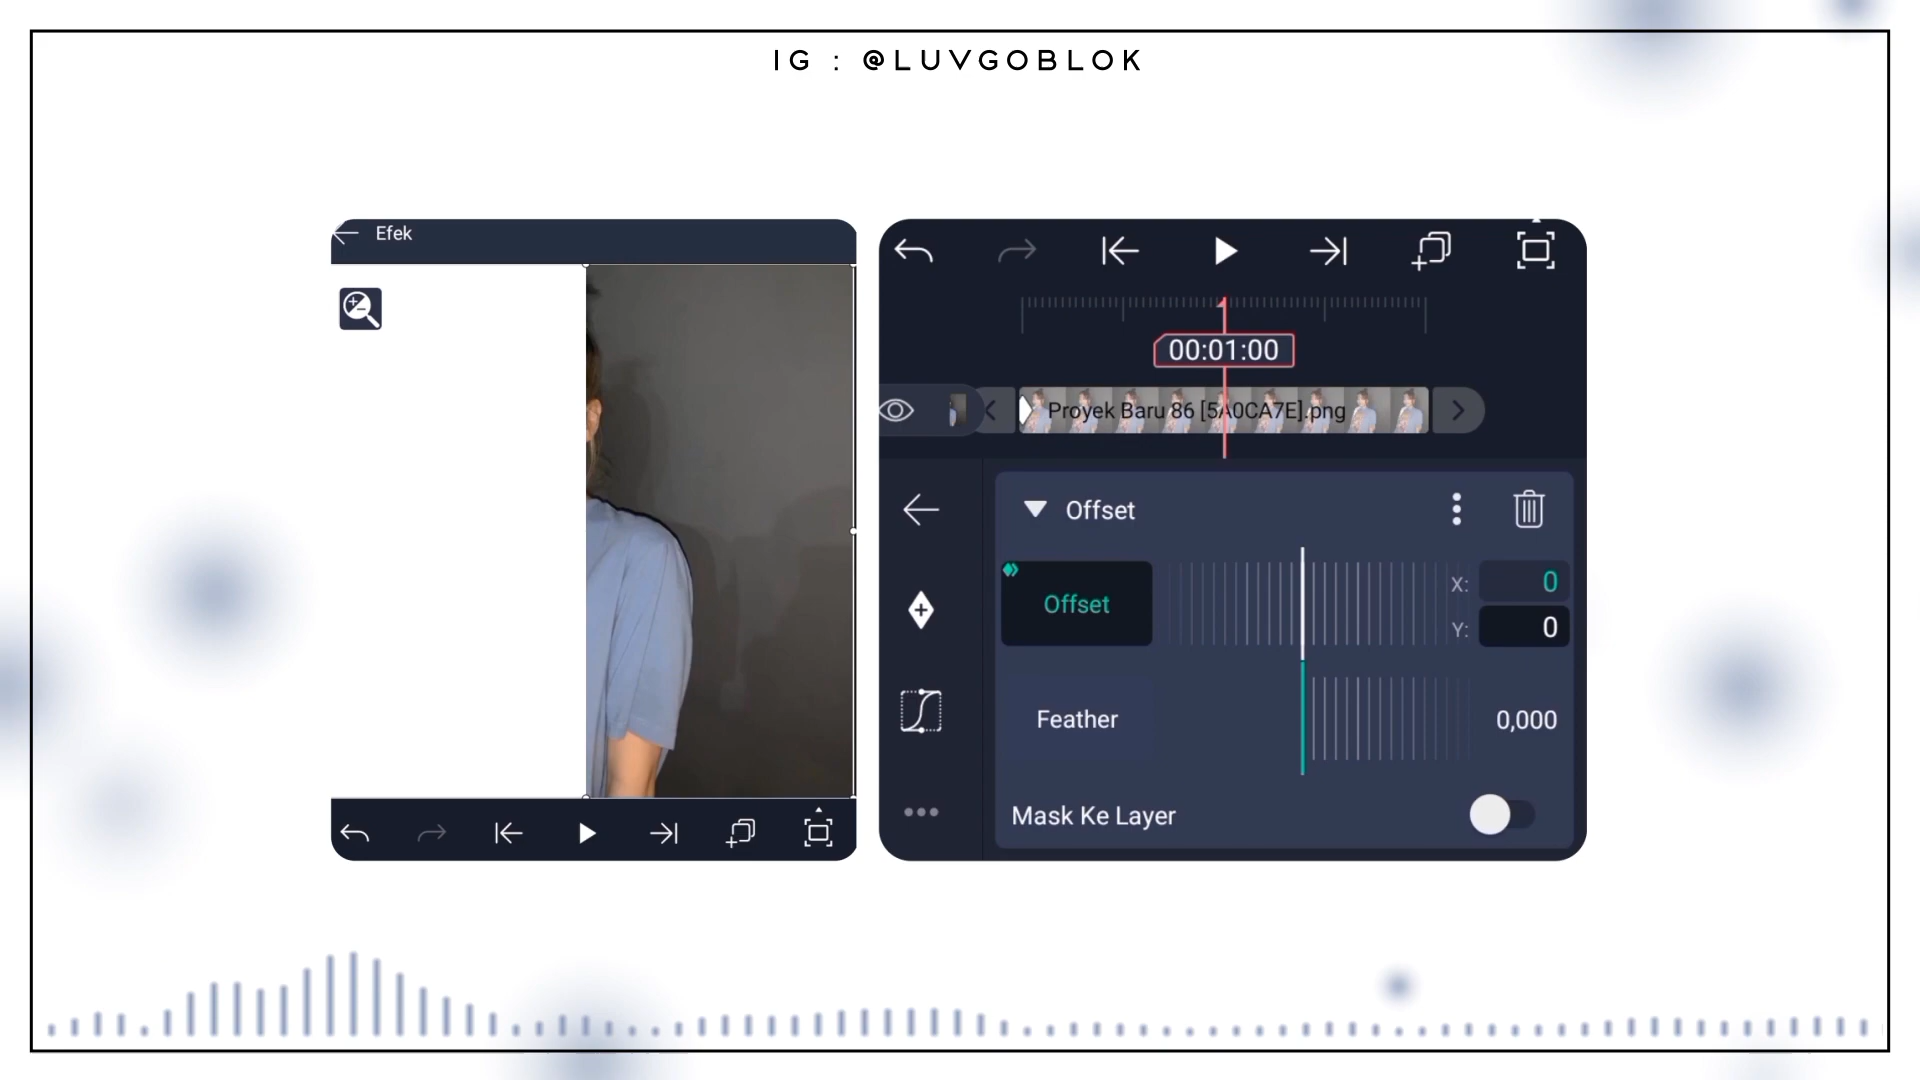 IG : @LUVGOBLOK
Efek
00:01:00
Proyek Baru 86 [5A0CA7E].png
Offset
Offset
X: 0
Y: 0
Feather 0,000
Mask Ke Layer